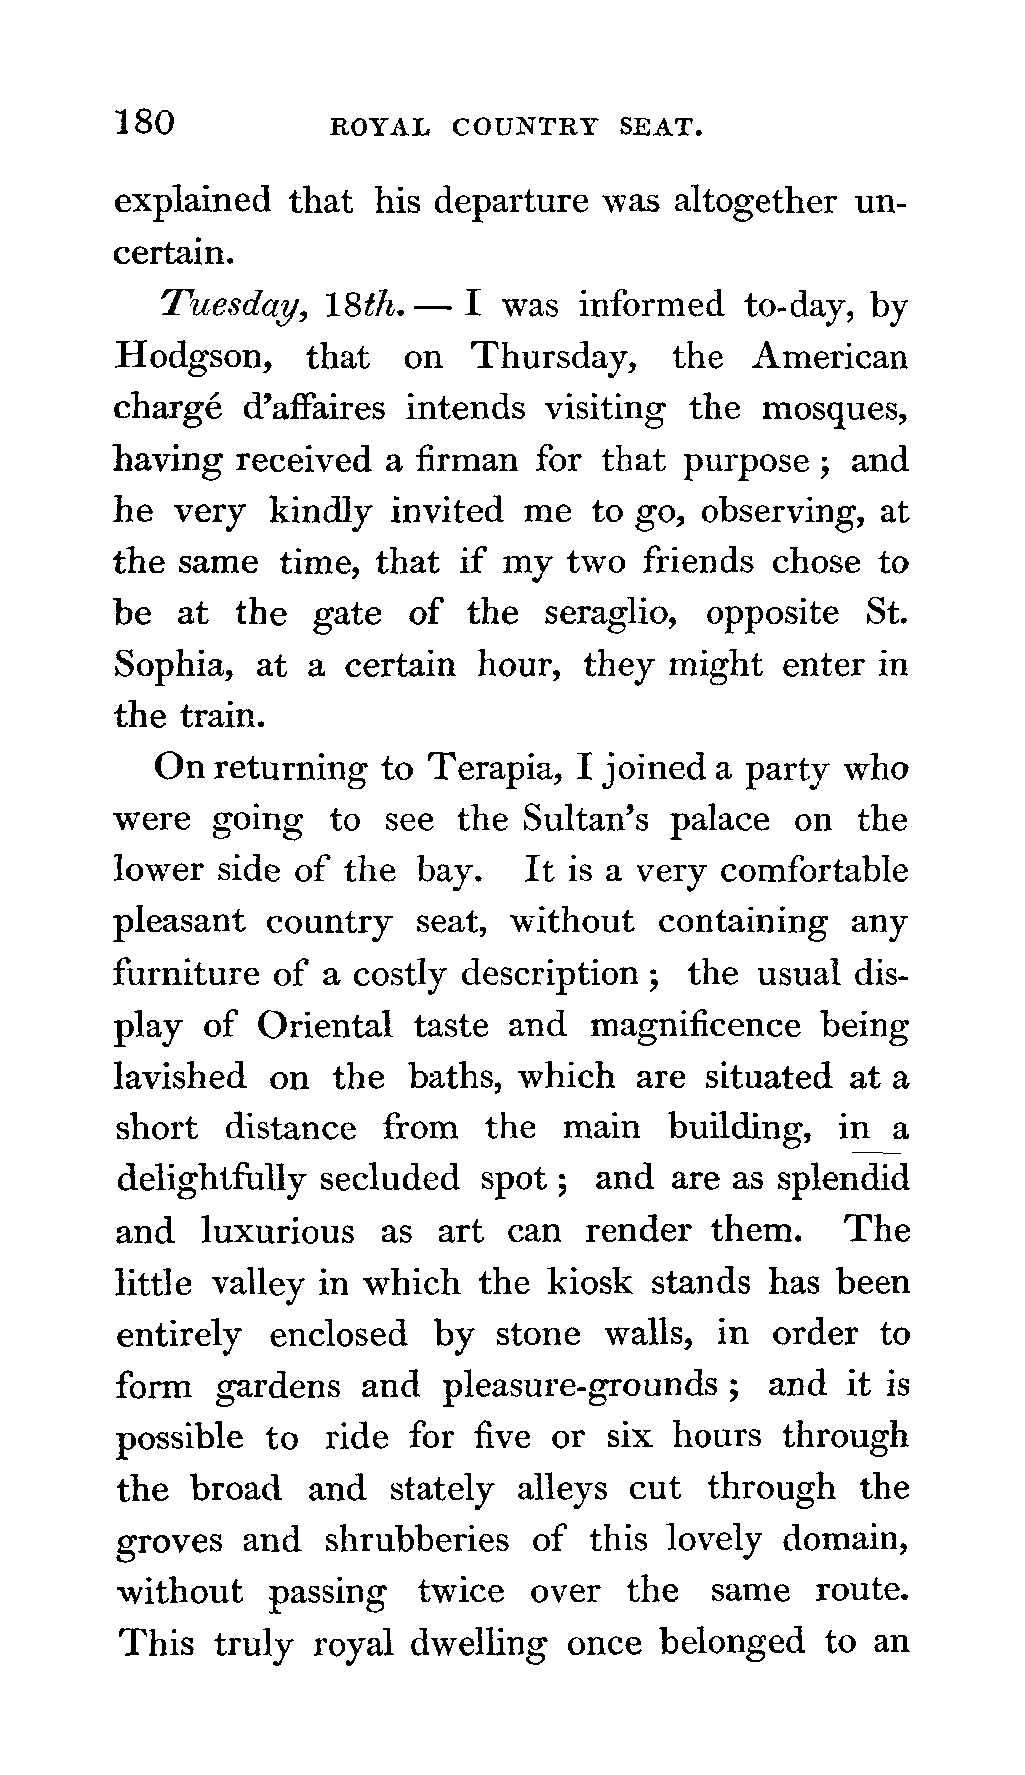 180 ROYAL COUNTRY SEAT.
explained that his departure was altogether un-
certain.
Tuesday, 18th. — I was informed to-day, by
Hodgson, that on Thursday, the American
chargé d'affaires intends visiting the mosques,
having received a firman for that purpose ; and
he very kindly invited me to go, observing, at
the same time, that if my two friends chose to
be at the gate of the seraglio, opposite St.
Sophia, at a certain hour, they might enter in
the train.
On returning to Terapia, I joined a party who
were going to see the Sultan's palace on the
lower side of the bay. It is a very comfortable
pleasant country seat, without containing any
furniture of a costly description ; the usual dis-
play of Oriental taste and magnificence being
lavished on the baths, which are situated at a
short distance from the main building, in a
delightfully secluded spot ; and are as splendid
and luxurious as art can render them. The
little valley in which the kiosk stands has been
entirely enclosed by stone walls, in order to
form gardens and pleasure-grounds ; and it is
possible to ride for five or six hours through
the broad and stately alleys cut through the
groves and shrubberies of this lovely domain,
without passing twice over the same route.
This truly royal dwelling once belonged to an